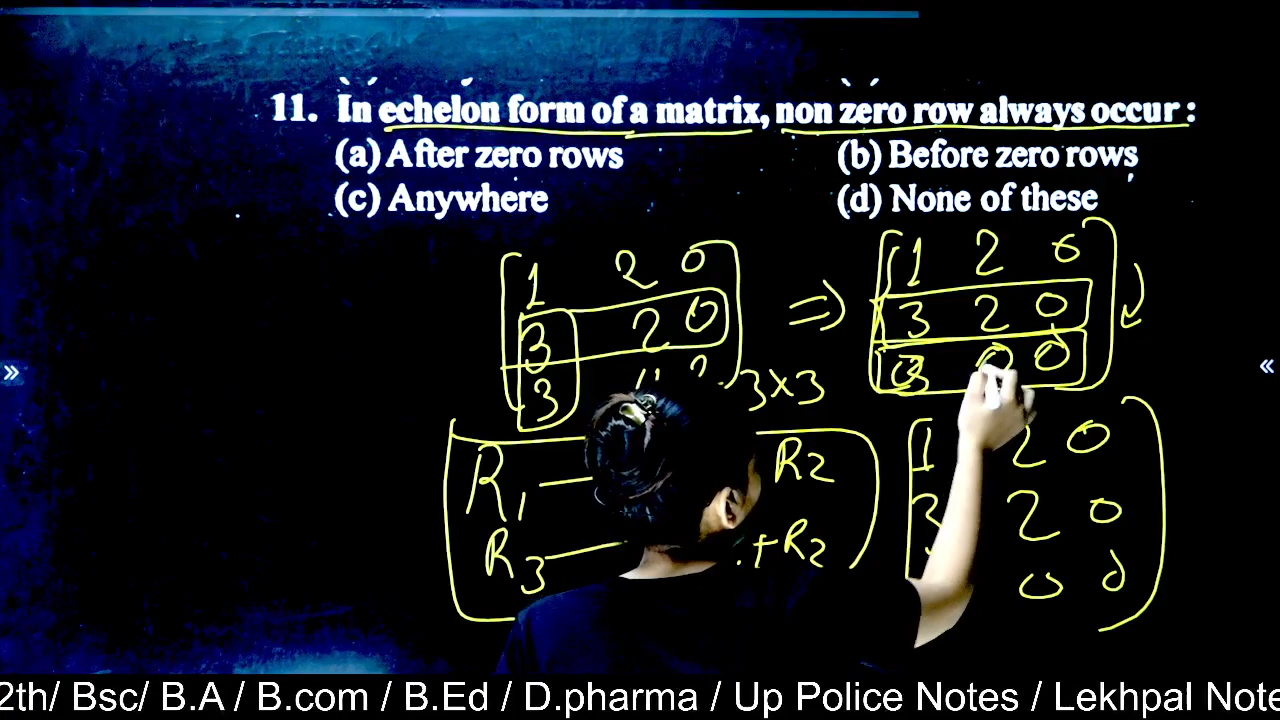 11. In echelon form of a matrix, non zero row always occur :
(a) After zero rows
(b) Before zero rows
(c) Anywhere
(d) None of these
1 2 0
3 2 0
3
3×3
⇒
1 2 0
3 2 0
0 0
R1 — R2
R3 — +R2
1 2 0
3 2 0
0 0
»
«
2th/ Bsc/ B.A / B.com / B.Ed / D.pharma / Up Police Notes / Lekhpal Note